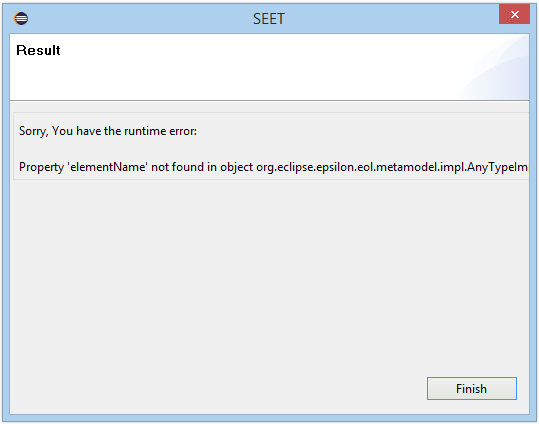 SEET
Result
Sorry, You have the runtime error:
Property 'elementName' not found in object org.eclipse.epsilon.eol.metamodel.impl.AnyTypeIm
Finish